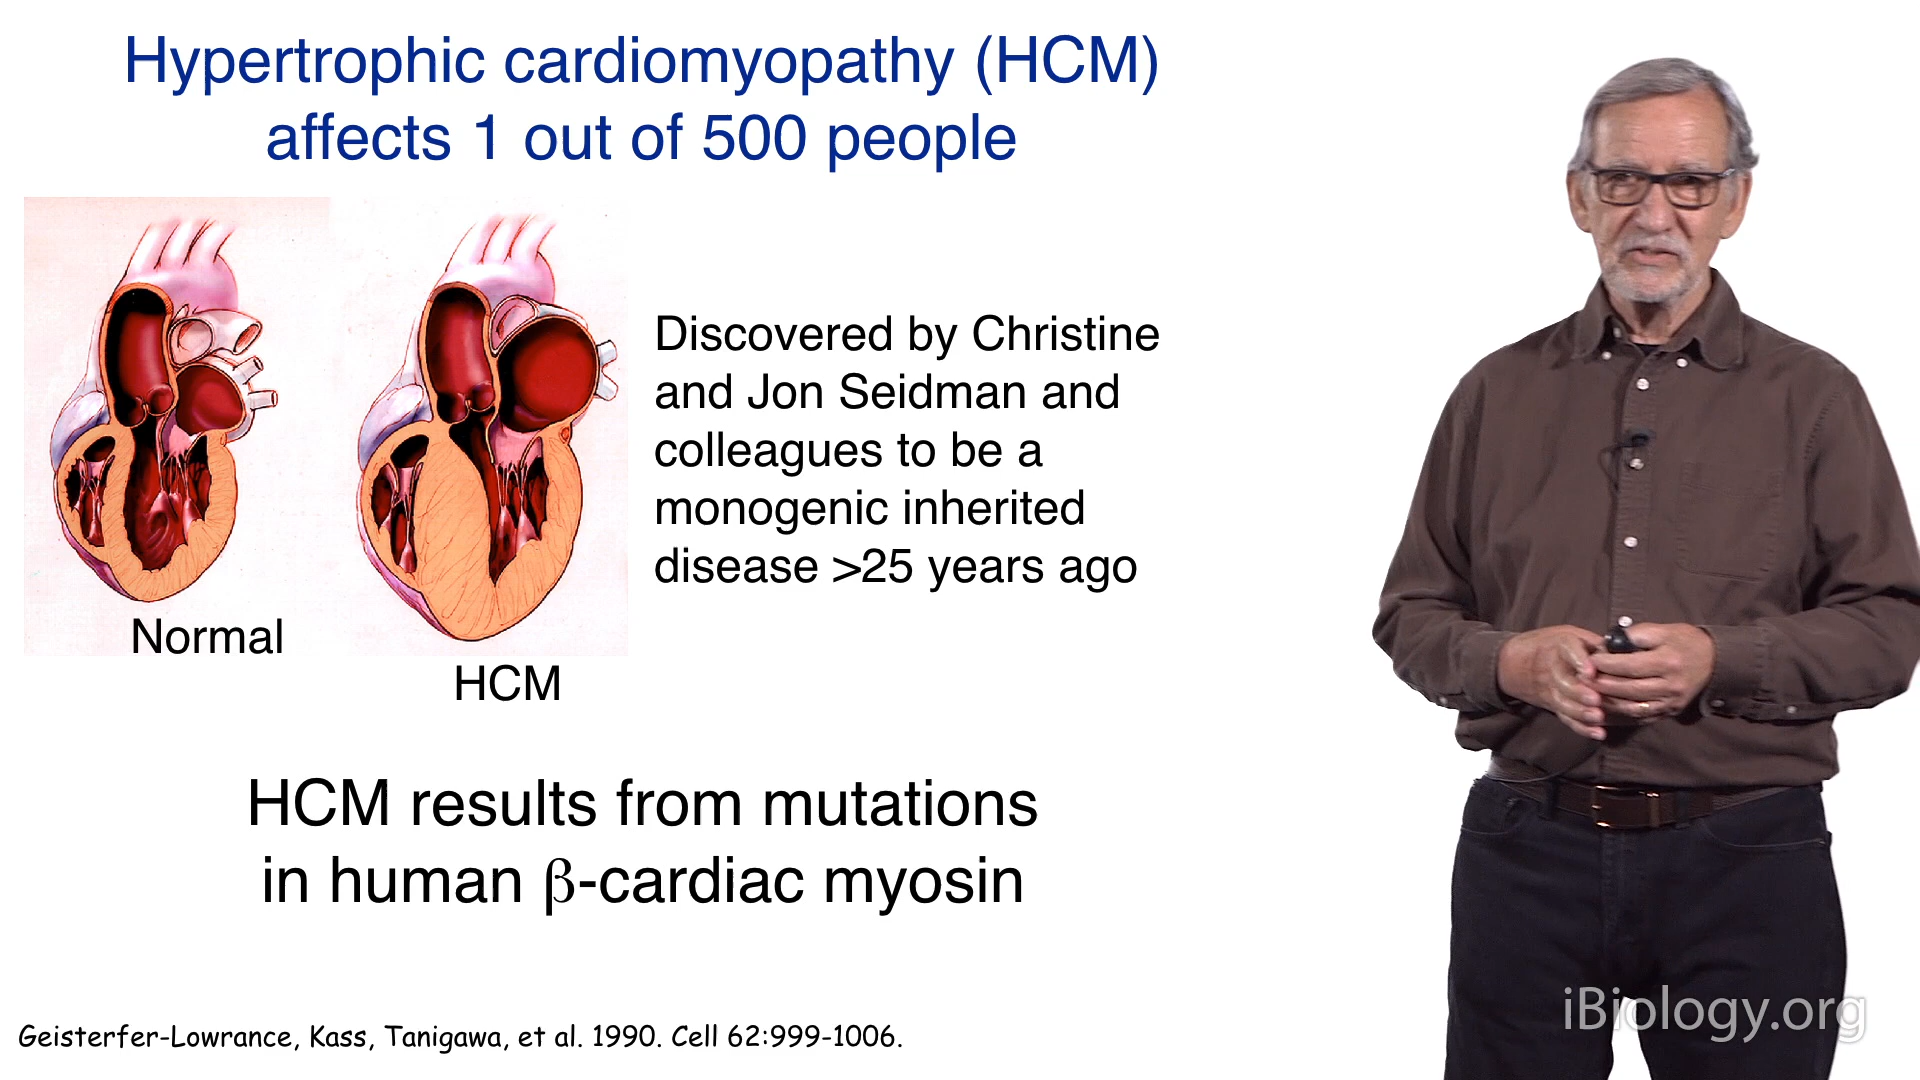 Hypertrophic cardiomyopathy (HCM)
affects 1 out of 500 people
Discovered by Christine
and Jon Seidman and
colleagues to be a
monogenic inherited
disease >25 years ago
Normal
HCM
HCM results from mutations
in human β-cardiac myosin
Geisterfer-Lowrance, Kass, Tanigawa, et al. 1990. Cell 62:999-1006.
iBiology.org